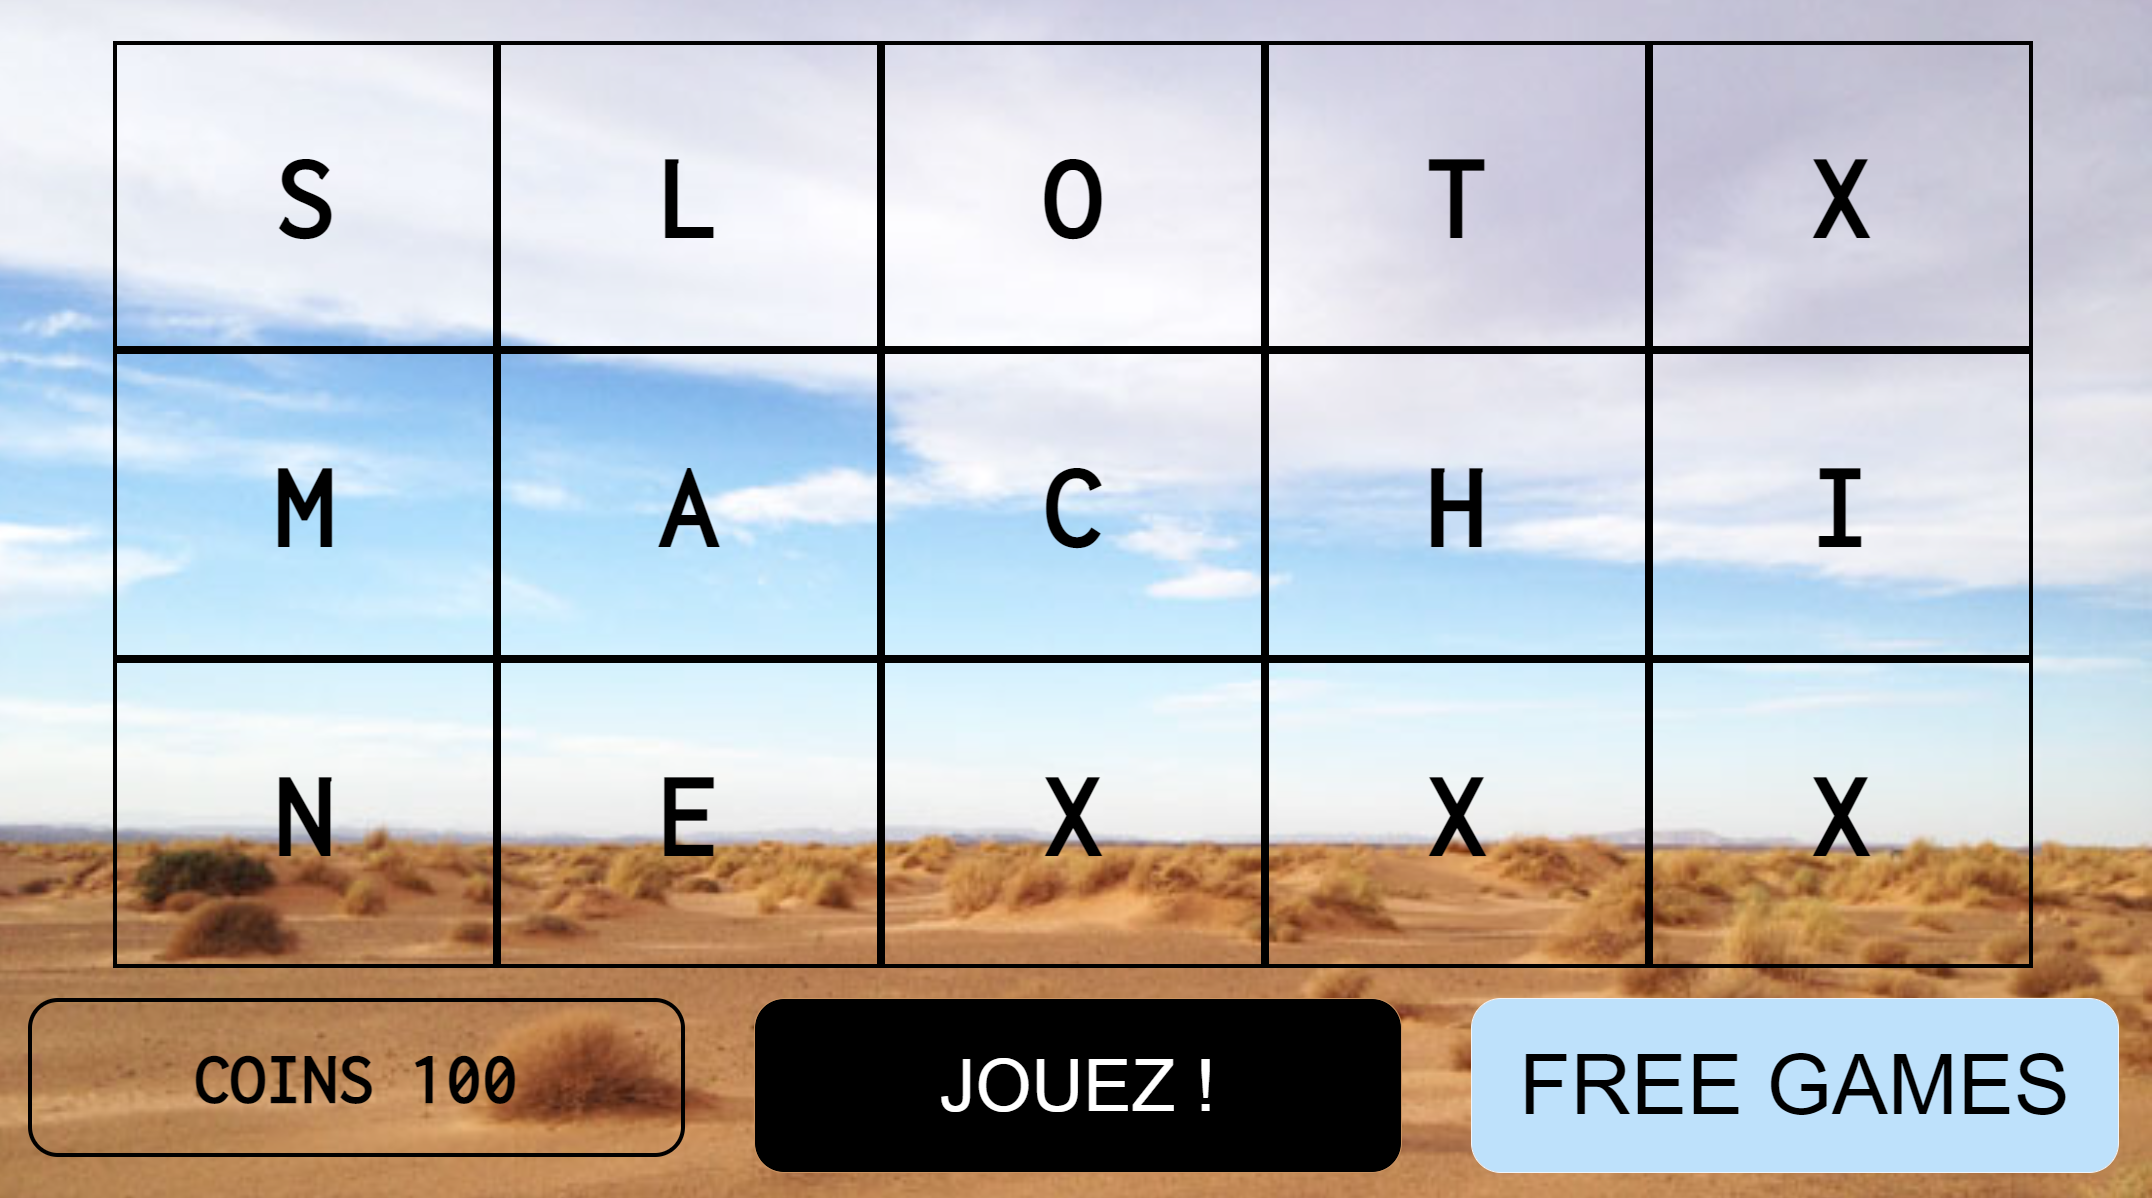 S L O T X
M A C H I
N E X X X
COINS 100
JOUEZ !
FREE GAMES